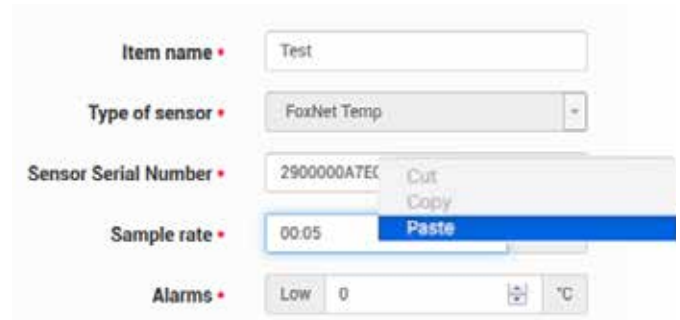 Item name •
Test
Type of sensor •
FoxNet Temp
Sensor Serial Number •
2900000A7E
Cut
Copy
Paste
Sample rate •
00:05
Alarms •
Low 0 °C